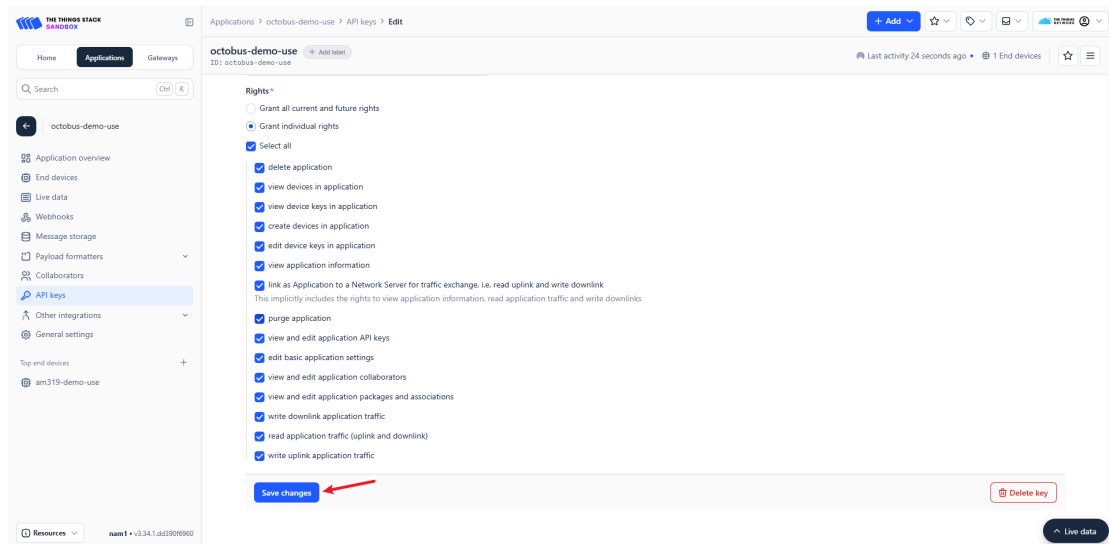 THE THINGS STACK
SANDBOX
Applications > octobus-demo-use > API keys > Edit
+ Add
THE THINGS NETWORK
Home Applications Gateways
octobus-demo-use + Add label
ID: octobus-demo-use
Last activity 24 seconds ago • 1 End devices
Search Ctrl K
octobus-demo-use
Application overview
End devices
Live data
Webhooks
Message storage
Payload formatters
Collaborators
API keys
Other integrations
General settings
Top end devices +
am319-demo-use
Rights*
Grant all current and future rights
Grant individual rights
Select all
delete application
view devices in application
view device keys in application
create devices in application
edit device keys in application
view application information
link as Application to a Network Server for traffic exchange, i.e. read uplink and write downlink
This implicitly includes the rights to view application information, read application traffic and write downlinks
purge application
view and edit application API keys
edit basic application settings
view and edit application collaborators
view and edit application packages and associations
write downlink application traffic
read application traffic (uplink and downlink)
write uplink application traffic
Save changes
Delete key
Resources nam1 • v3.34.1.dd390f6960
Live data